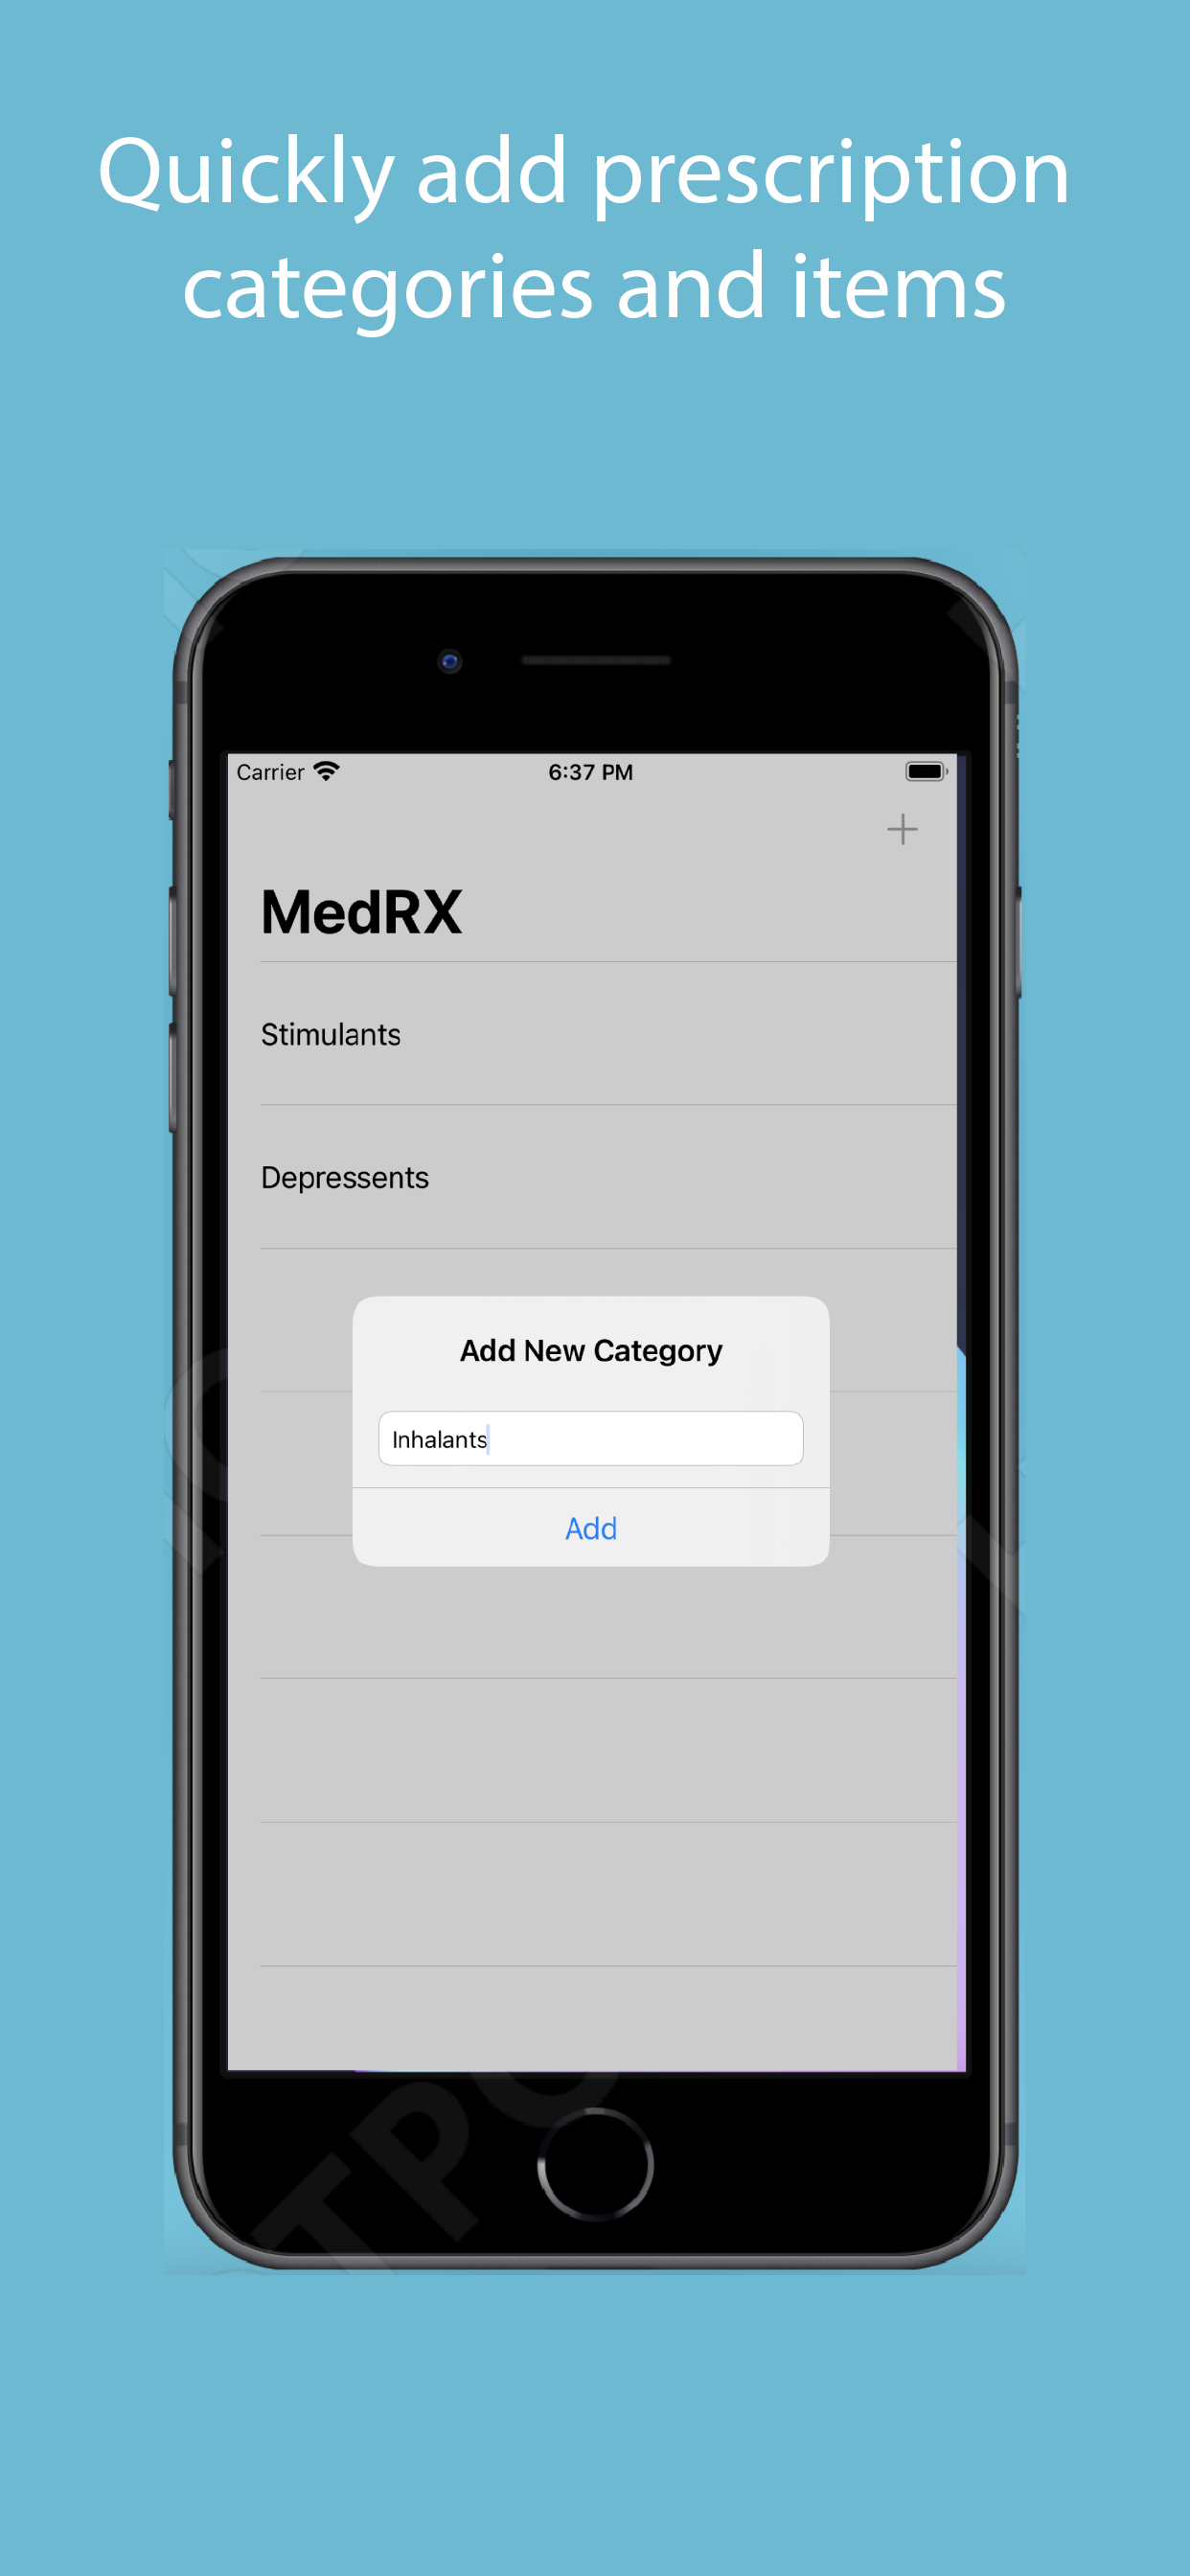 Quickly add prescription
categories and items
Carrier 6:37 PM
MedRX
Stimulants
Depressents
Add New Category
Inhalants
Add